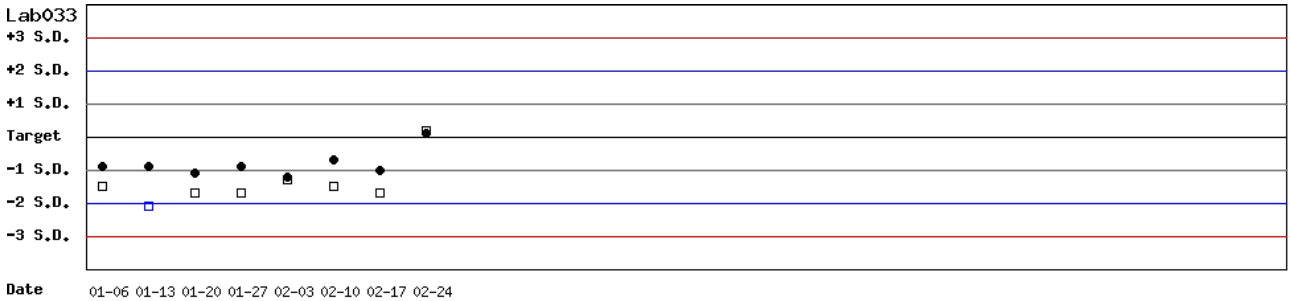 Lab033
+3 S.D.
+2 S.D.
+1 S.D.
Target
-1 S.D.
-2 S.D.
-3 S.D.
Date 01-06 01-13 01-20 01-27 02-03 02-10 02-17 02-24